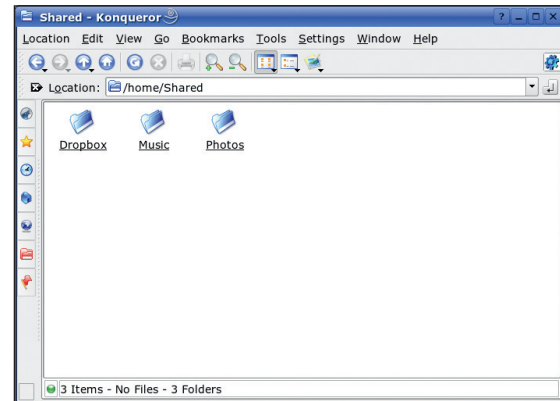 Shared - Konqueror
Location Edit View Go Bookmarks Tools Settings Window Help
Location: /home/Shared
Dropbox Music Photos
3 Items - No Files - 3 Folders